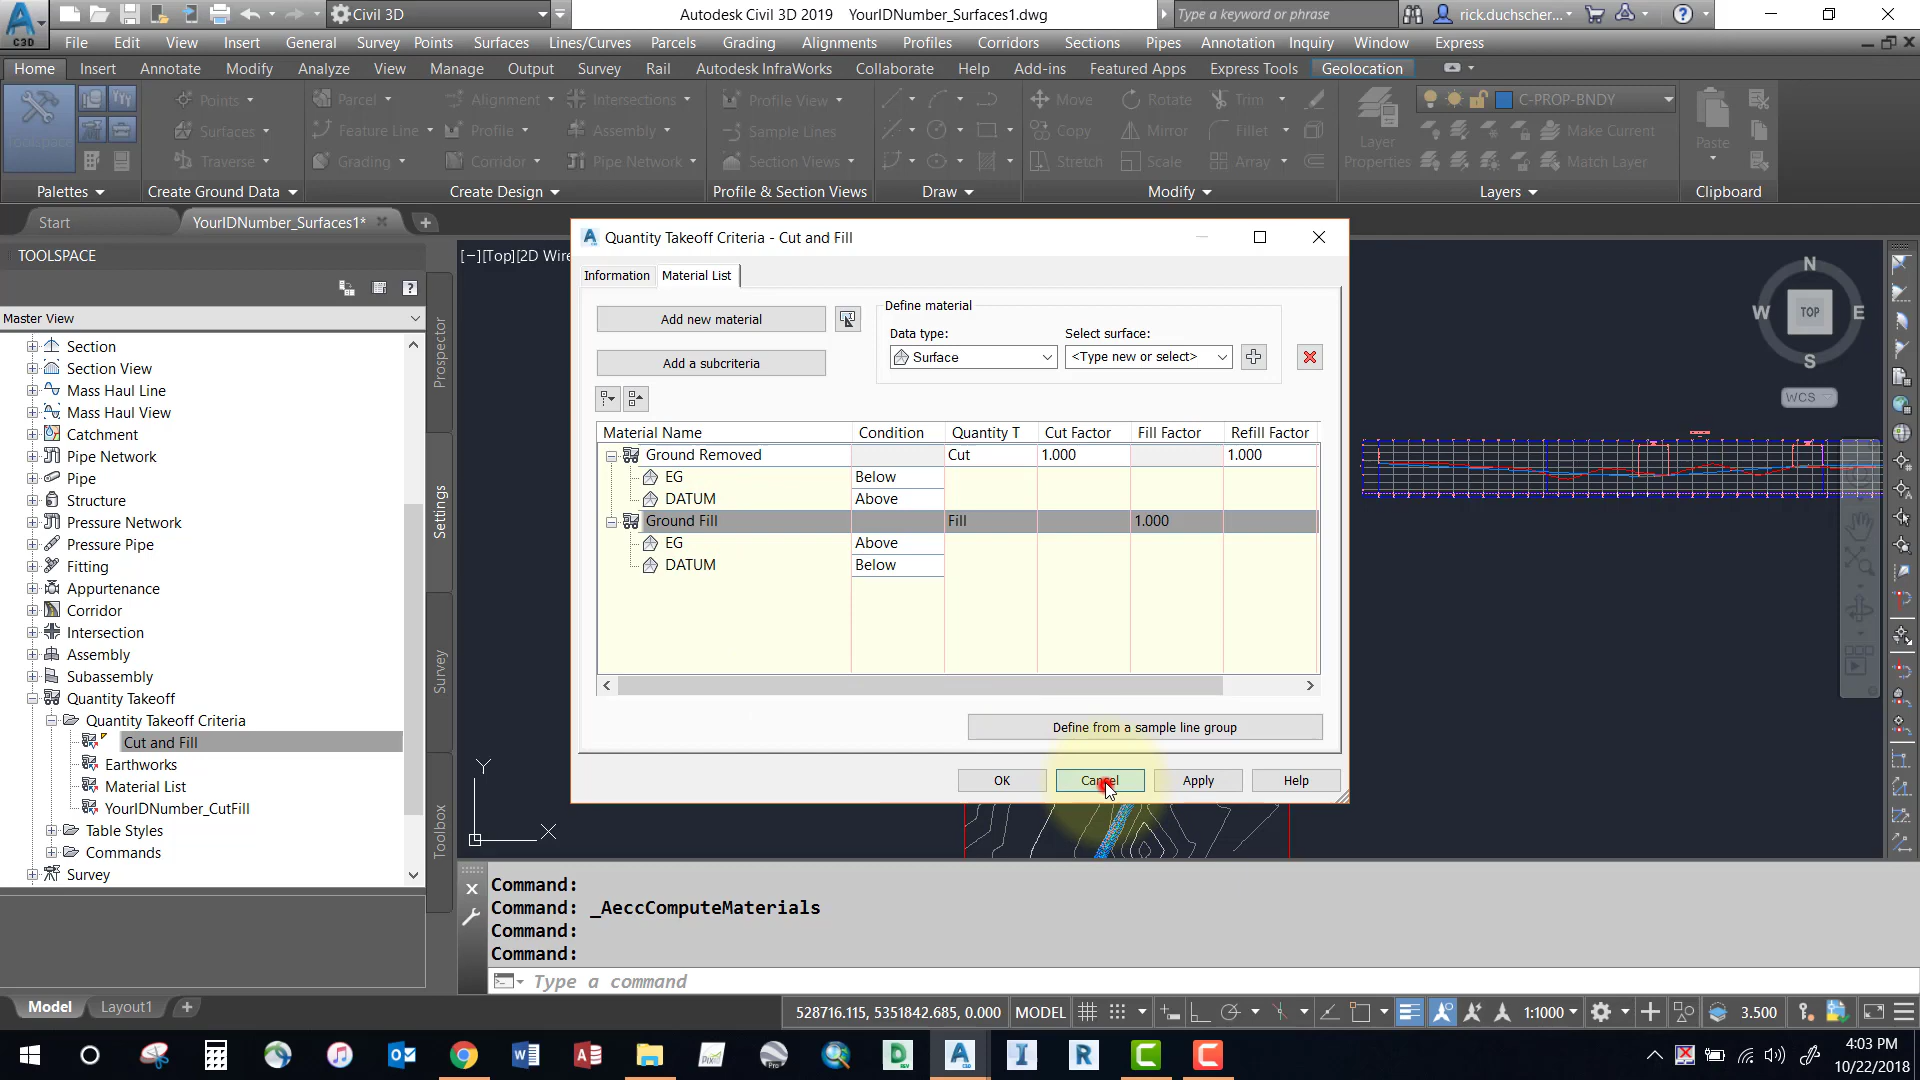 Civil 3D
Autodesk Civil 3D 2019 YourIDNumber_Surfaces1.dwg
Type a keyword or phrase
rick.duchscher...
C3D
File Edit View Insert General Survey Points Surfaces Lines/Curves Parcels Grading Alignments Profiles Corridors Sections Pipes Annotation Inquiry Window Express
Home Insert Annotate Modify Analyze View Manage Output Survey Rail Autodesk InfraWorks Collaborate Help Add-ins Featured Apps Express Tools Geolocation
Points Parcel Alignment Intersections Profile View Move Rotate Trim C-PROP-BNDY
Surfaces Feature Line Profile Assembly Sample Lines Copy Mirror Fillet Make Current
Traverse Grading Corridor Pipe Network Section Views Stretch Scale Array Match Layer
Layer Properties
Paste
Palettes Create Ground Data Create Design Profile & Section Views Draw Modify Layers Clipboard
Start YourIDNumber_Surfaces1*
TOOLSPACE
Master View
Section
Section View
Mass Haul Line
Mass Haul View
Catchment
Pipe Network
Pipe
Structure
Pressure Network
Pressure Pipe
Fitting
Appurtenance
Corridor
Intersection
Assembly
Subassembly
Quantity Takeoff
Quantity Takeoff Criteria
Cut and Fill
Earthworks
Material List
YourIDNumber_CutFill
Table Styles
Commands
Survey
Prospector
Settings
Survey
Toolbox
[−][Top][2D Wire
Quantity Takeoff Criteria - Cut and Fill
Information Material List
Add new material
Add a subcriteria
Define material
Data type: Select surface:
Surface <Type new or select>
Material Name Condition Quantity T Cut Factor Fill Factor Refill Factor
Ground Removed Cut 1.000 1.000
EG Below
DATUM Above
Ground Fill Fill 1.000
EG Above
DATUM Below
Define from a sample line group
OK Cancel Apply Help
N
W TOP E
S
WCS
Y
X
Command:
Command: _AeccComputeMaterials
Command:
Command:
Type a command
Model Layout1
528716.115, 5351842.685, 0.000 MODEL 1:1000 3.500
4:03 PM
10/22/2018